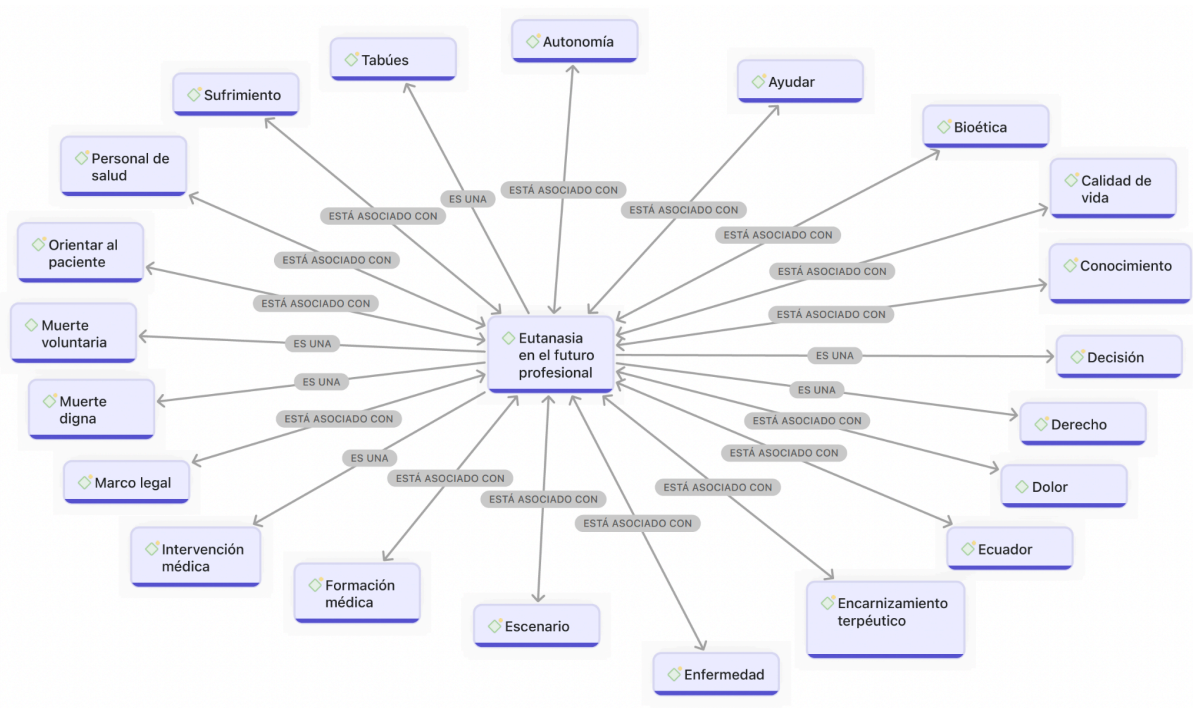 Autonomía
Tabúes
Ayudar
Sufrimiento
Bioética
Personal de
salud
Calidad de
vida
ES UNA
ESTÁ ASOCIADO CON
ESTÁ ASOCIADO CON
ESTÁ ASOCIADO CON
ESTÁ ASOCIADO CON
Orientar al
paciente
ESTÁ ASOCIADO CON
ESTÁ ASOCIADO CON
Conocimiento
ESTÁ ASOCIADO CON
ESTÁ ASOCIADO CON
Muerte
voluntaria
ES UNA
Eutanasia
en el futuro
profesional
ES UNA
Decisión
ES UNA
ES UNA
Muerte
digna
ESTÁ ASOCIADO CON
ESTÁ ASOCIADO CON
Derecho
ES UNA
ESTÁ ASOCIADO CON
Marco legal
ESTÁ ASOCIADO CON
ESTÁ ASOCIADO CON
Dolor
ESTÁ ASOCIADO CON
ESTÁ ASOCIADO CON
Intervención
médica
Ecuador
Formación
médica
Encarnizamiento
terpéutico
Escenario
Enfermedad